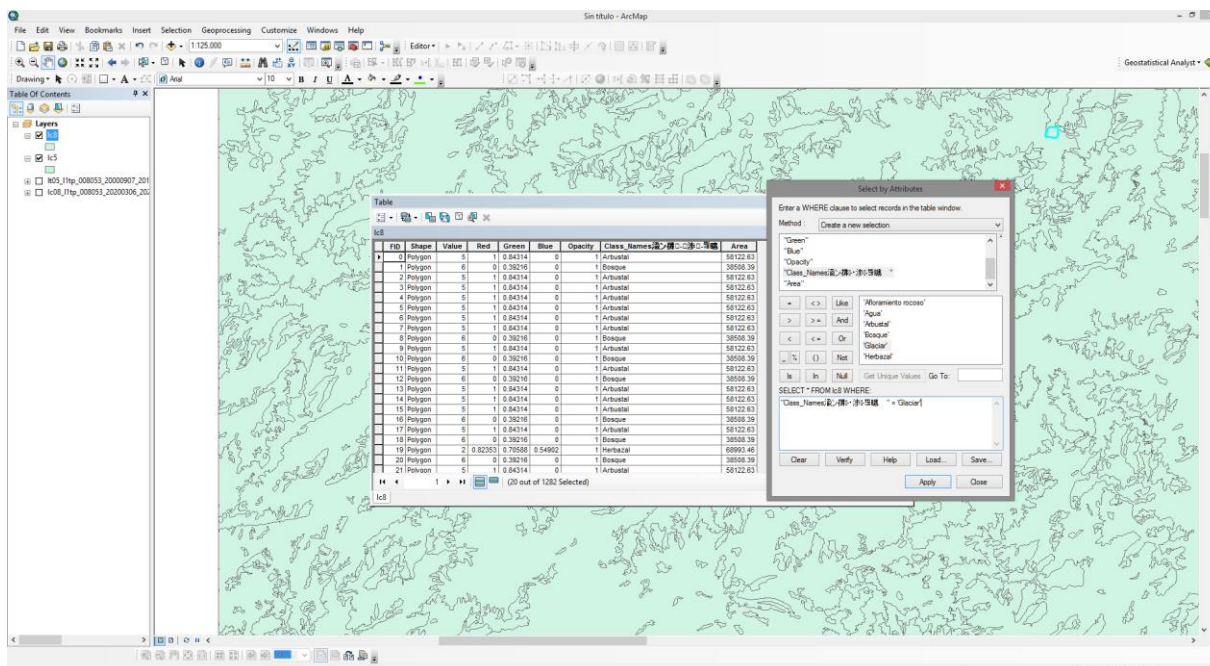 Sin título - ArcMap
File Edit View Bookmarks Insert Selection Geoprocessing Customize Windows Help
1:125.000
Editor
Geostatistical Analyst
Drawing
A
Arial
10
B I U A
Table Of Contents
Layers
lc8
lc5
lt05_l1tp_008053_20000907_201
lc08_l1tp_008053_20200306_202
Table
lc8
FID Shape Value Red Green Blue Opacity Class_Names Area
0 Polygon 5 1 0.84314 0 1 Arbustal 58122.63
1 Polygon 6 0 0.39216 0 1 Bosque 38508.39
2 Polygon 5 1 0.84314 0 1 Arbustal 58122.63
3 Polygon 5 1 0.84314 0 1 Arbustal 58122.63
4 Polygon 5 1 0.84314 0 1 Arbustal 58122.63
5 Polygon 5 1 0.84314 0 1 Arbustal 58122.63
6 Polygon 5 1 0.84314 0 1 Arbustal 58122.63
7 Polygon 5 1 0.84314 0 1 Arbustal 58122.63
8 Polygon 6 0 0.39216 0 1 Bosque 38508.39
9 Polygon 5 1 0.84314 0 1 Arbustal 58122.63
10 Polygon 6 0 0.39216 0 1 Bosque 38508.39
11 Polygon 5 1 0.84314 0 1 Arbustal 58122.63
12 Polygon 6 0 0.39216 0 1 Bosque 38508.39
13 Polygon 5 1 0.84314 0 1 Arbustal 58122.63
14 Polygon 5 1 0.84314 0 1 Arbustal 58122.63
15 Polygon 5 1 0.84314 0 1 Arbustal 58122.63
16 Polygon 6 0 0.39216 0 1 Bosque 38508.39
17 Polygon 5 1 0.84314 0 1 Arbustal 58122.63
18 Polygon 6 0 0.39216 0 1 Bosque 38508.39
19 Polygon 2 0.82353 0.70588 0.54902 1 Herbazal 68993.46
20 Polygon 6 0 0.39216 0 1 Bosque 38508.39
21 Polygon 5 1 0.84314 0 1 Arbustal 58122.63
1
(20 out of 1282 Selected)
lc8
Select by Attributes
Enter a WHERE clause to select records in the table window.
Method : Create a new selection
"Green"
"Blue"
"Opacity"
"Class_Names "
"Area"
= < > Like
> > = And
< < = Or
_ % () Not
Is In Null
'Afloramiento rocoso'
'Agua'
'Arbustal'
'Bosque'
'Glaciar'
'Herbazal'
Get Unique Values Go To:
SELECT * FROM lc8 WHERE:
"Class_Names " = 'Glaciar'
Clear Verify Help Load... Save...
Apply Close